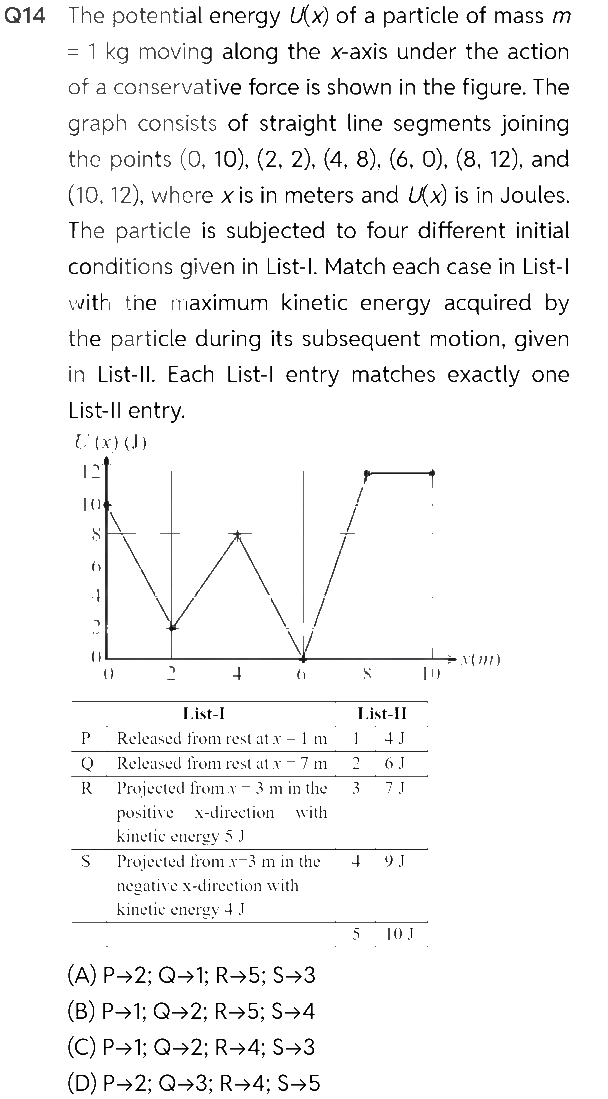 Q14 The potential energy U(x) of a particle of mass m
= 1 kg moving along the x-axis under the action
of a conservative force is shown in the figure. The
graph consists of straight line segments joining
the points (0, 10), (2, 2), (4, 8), (6, 0), (8, 12), and
(10, 12), where x is in meters and U(x) is in Joules.
The particle is subjected to four different initial
conditions given in List-I. Match each case in List-I
with the maximum kinetic energy acquired by
the particle during its subsequent motion, given
in List-II. Each List-I entry matches exactly one
List-II entry.
U (x) (J)
12
10
8
6
4
2
0
0 2 4 6 8 10 x(m)
List-I List-II
P Released from rest at x = 1 m 1 4 J
Q Released from rest at x = 7 m 2 6 J
R Projected from x = 3 m in the 3 7 J
positive x-direction with
kinetic energy 5 J
S Projected from x=3 m in the 4 9 J
negative x-direction with
kinetic energy 4 J
5 10 J
(A) P→2; Q→1; R→5; S→3
(B) P→1; Q→2; R→5; S→4
(C) P→1; Q→2; R→4; S→3
(D) P→2; Q→3; R→4; S→5